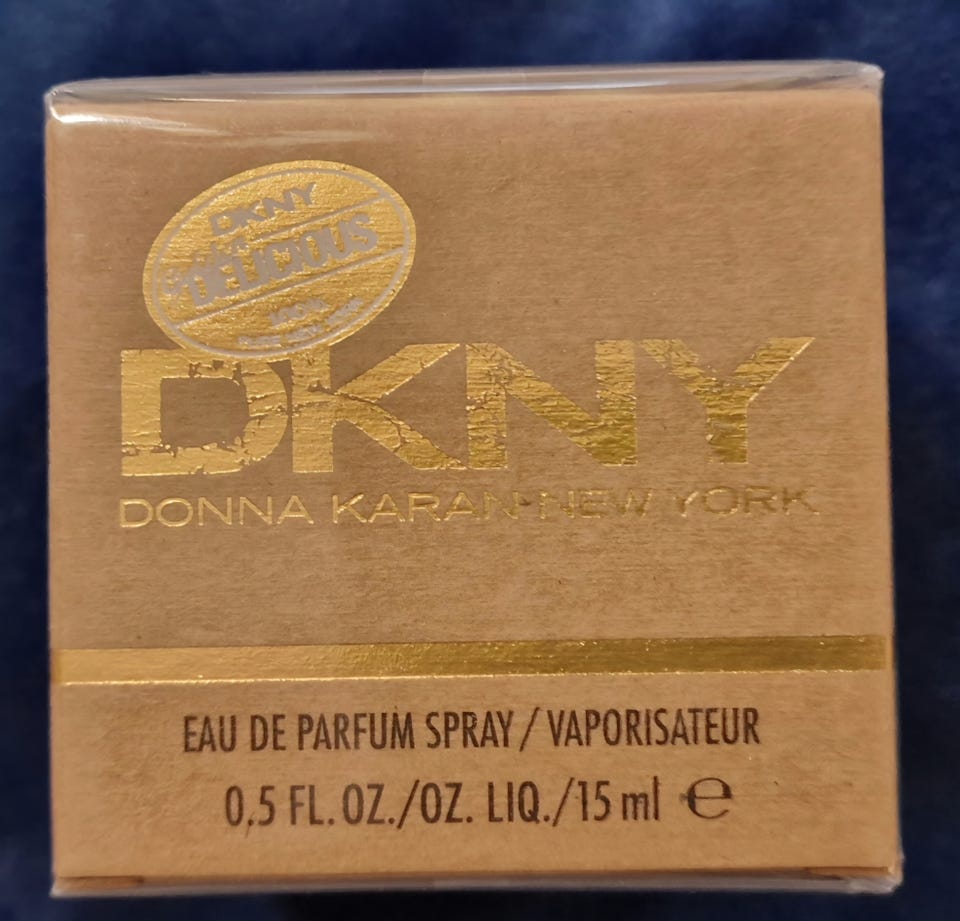 DKNY
DELICIOUS
DKNY
DONNA KARAN NEW YORK
EAU DE PARFUM SPRAY / VAPORISATEUR
0,5 FL. OZ./OZ. LIQ./15 ml ℮